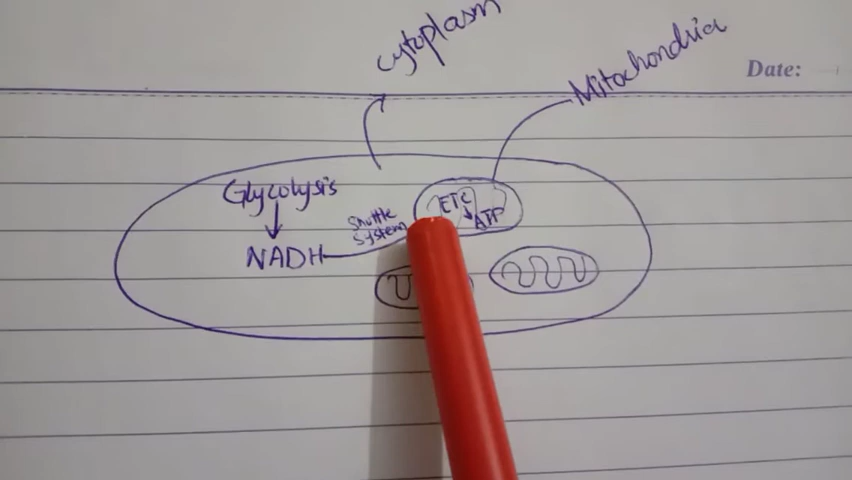 cytoplasm
Mitochondria
Date:
Glycolysis
ETC
Shuttle
System
ATP
NADH